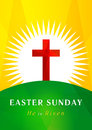 EASTER SUNDAY
He is Risen